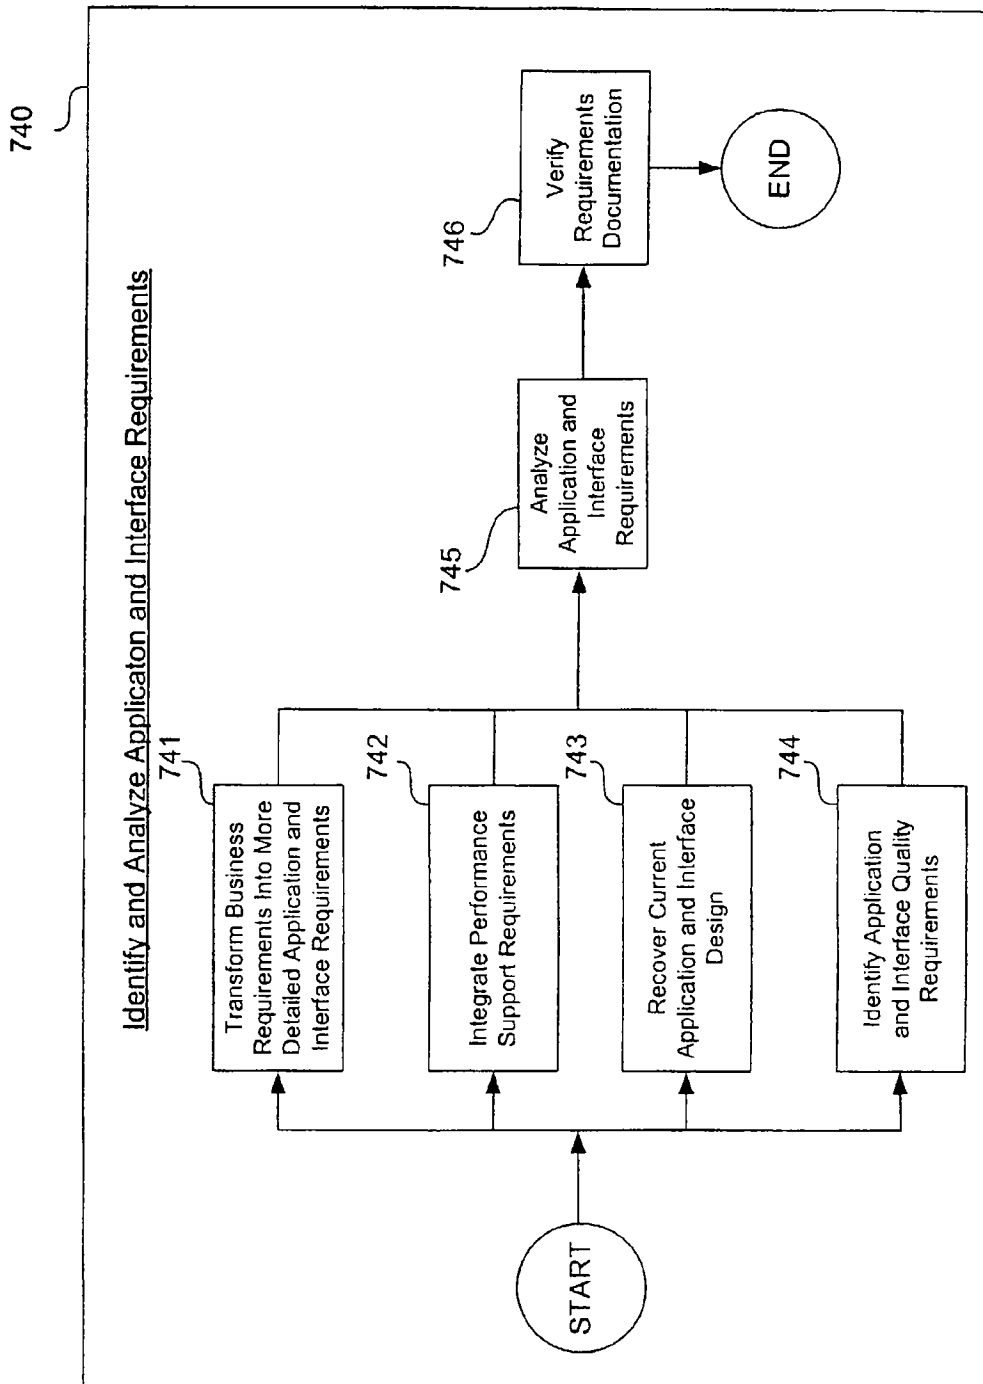 740
Identify and Analyze Applicaton and Interface Requirements
START
741
Transform Business
Requirements Into More
Detailed Application and
Interface Requirements
742
Integrate Performance
Support Requirements
743
Recover Current
Application and Interface
Design
744
Identify Application
and Interface Quality
Requirements
745
Analyze
Application and
Interface
Requirements
746
Verify
Requirements
Documentation
END